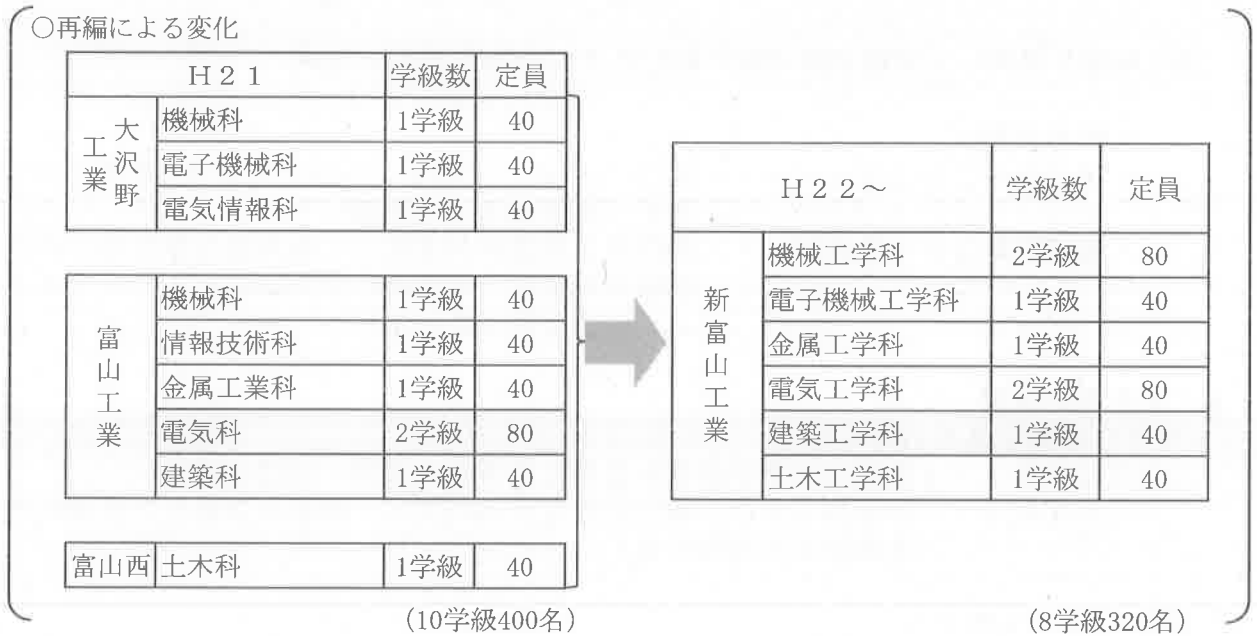 ○再編による変化
H21 学級数 定員
大沢野工業
機械科 1学級 40
電子機械科 1学級 40
電気情報科 1学級 40
富山工業
機械科 1学級 40
情報技術科 1学級 40
金属工業科 1学級 40
電気科 2学級 80
建築科 1学級 40
富山西 土木科 1学級 40
(10学級400名)
H22～ 学級数 定員
新富山工業
機械工学科 2学級 80
電子機械工学科 1学級 40
金属工学科 1学級 40
電気工学科 2学級 80
建築工学科 1学級 40
土木工学科 1学級 40
(8学級320名)